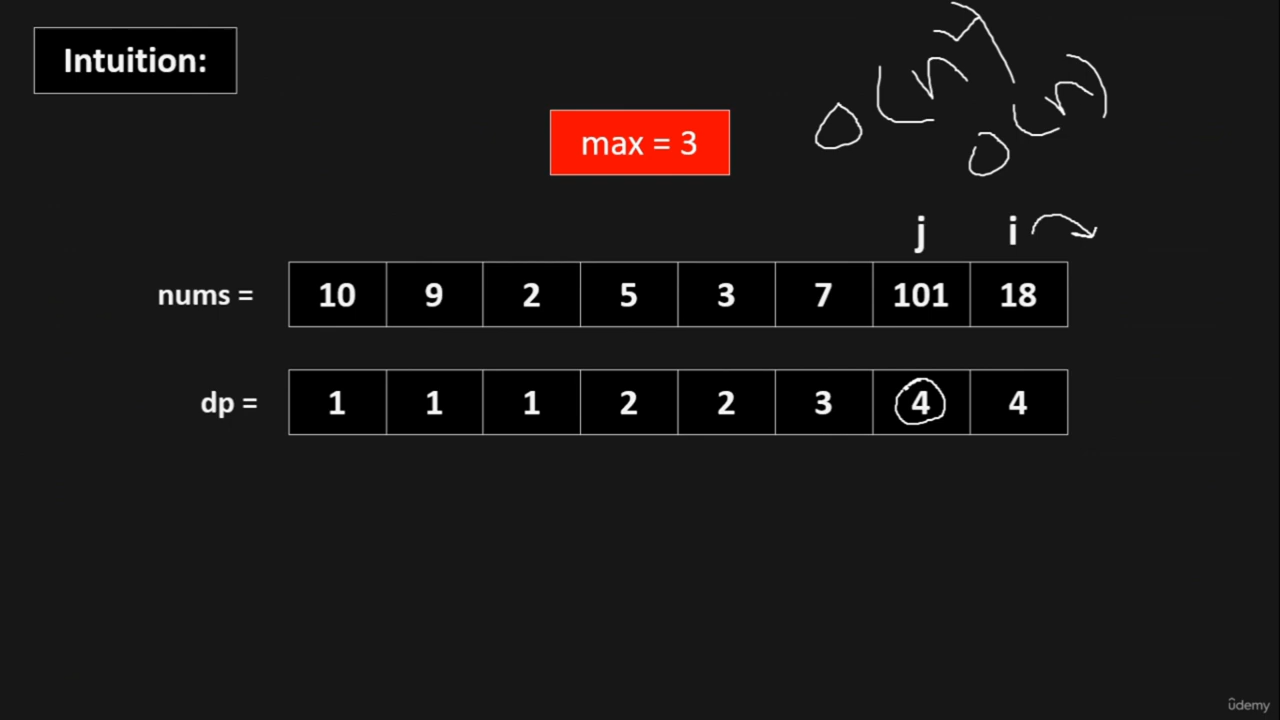 Intuition:
max = 3
O(n²)
O(n)
j i
nums = 10 9 2 5 3 7 101 18
dp = 1 1 1 2 2 3 4 4
ûdemy